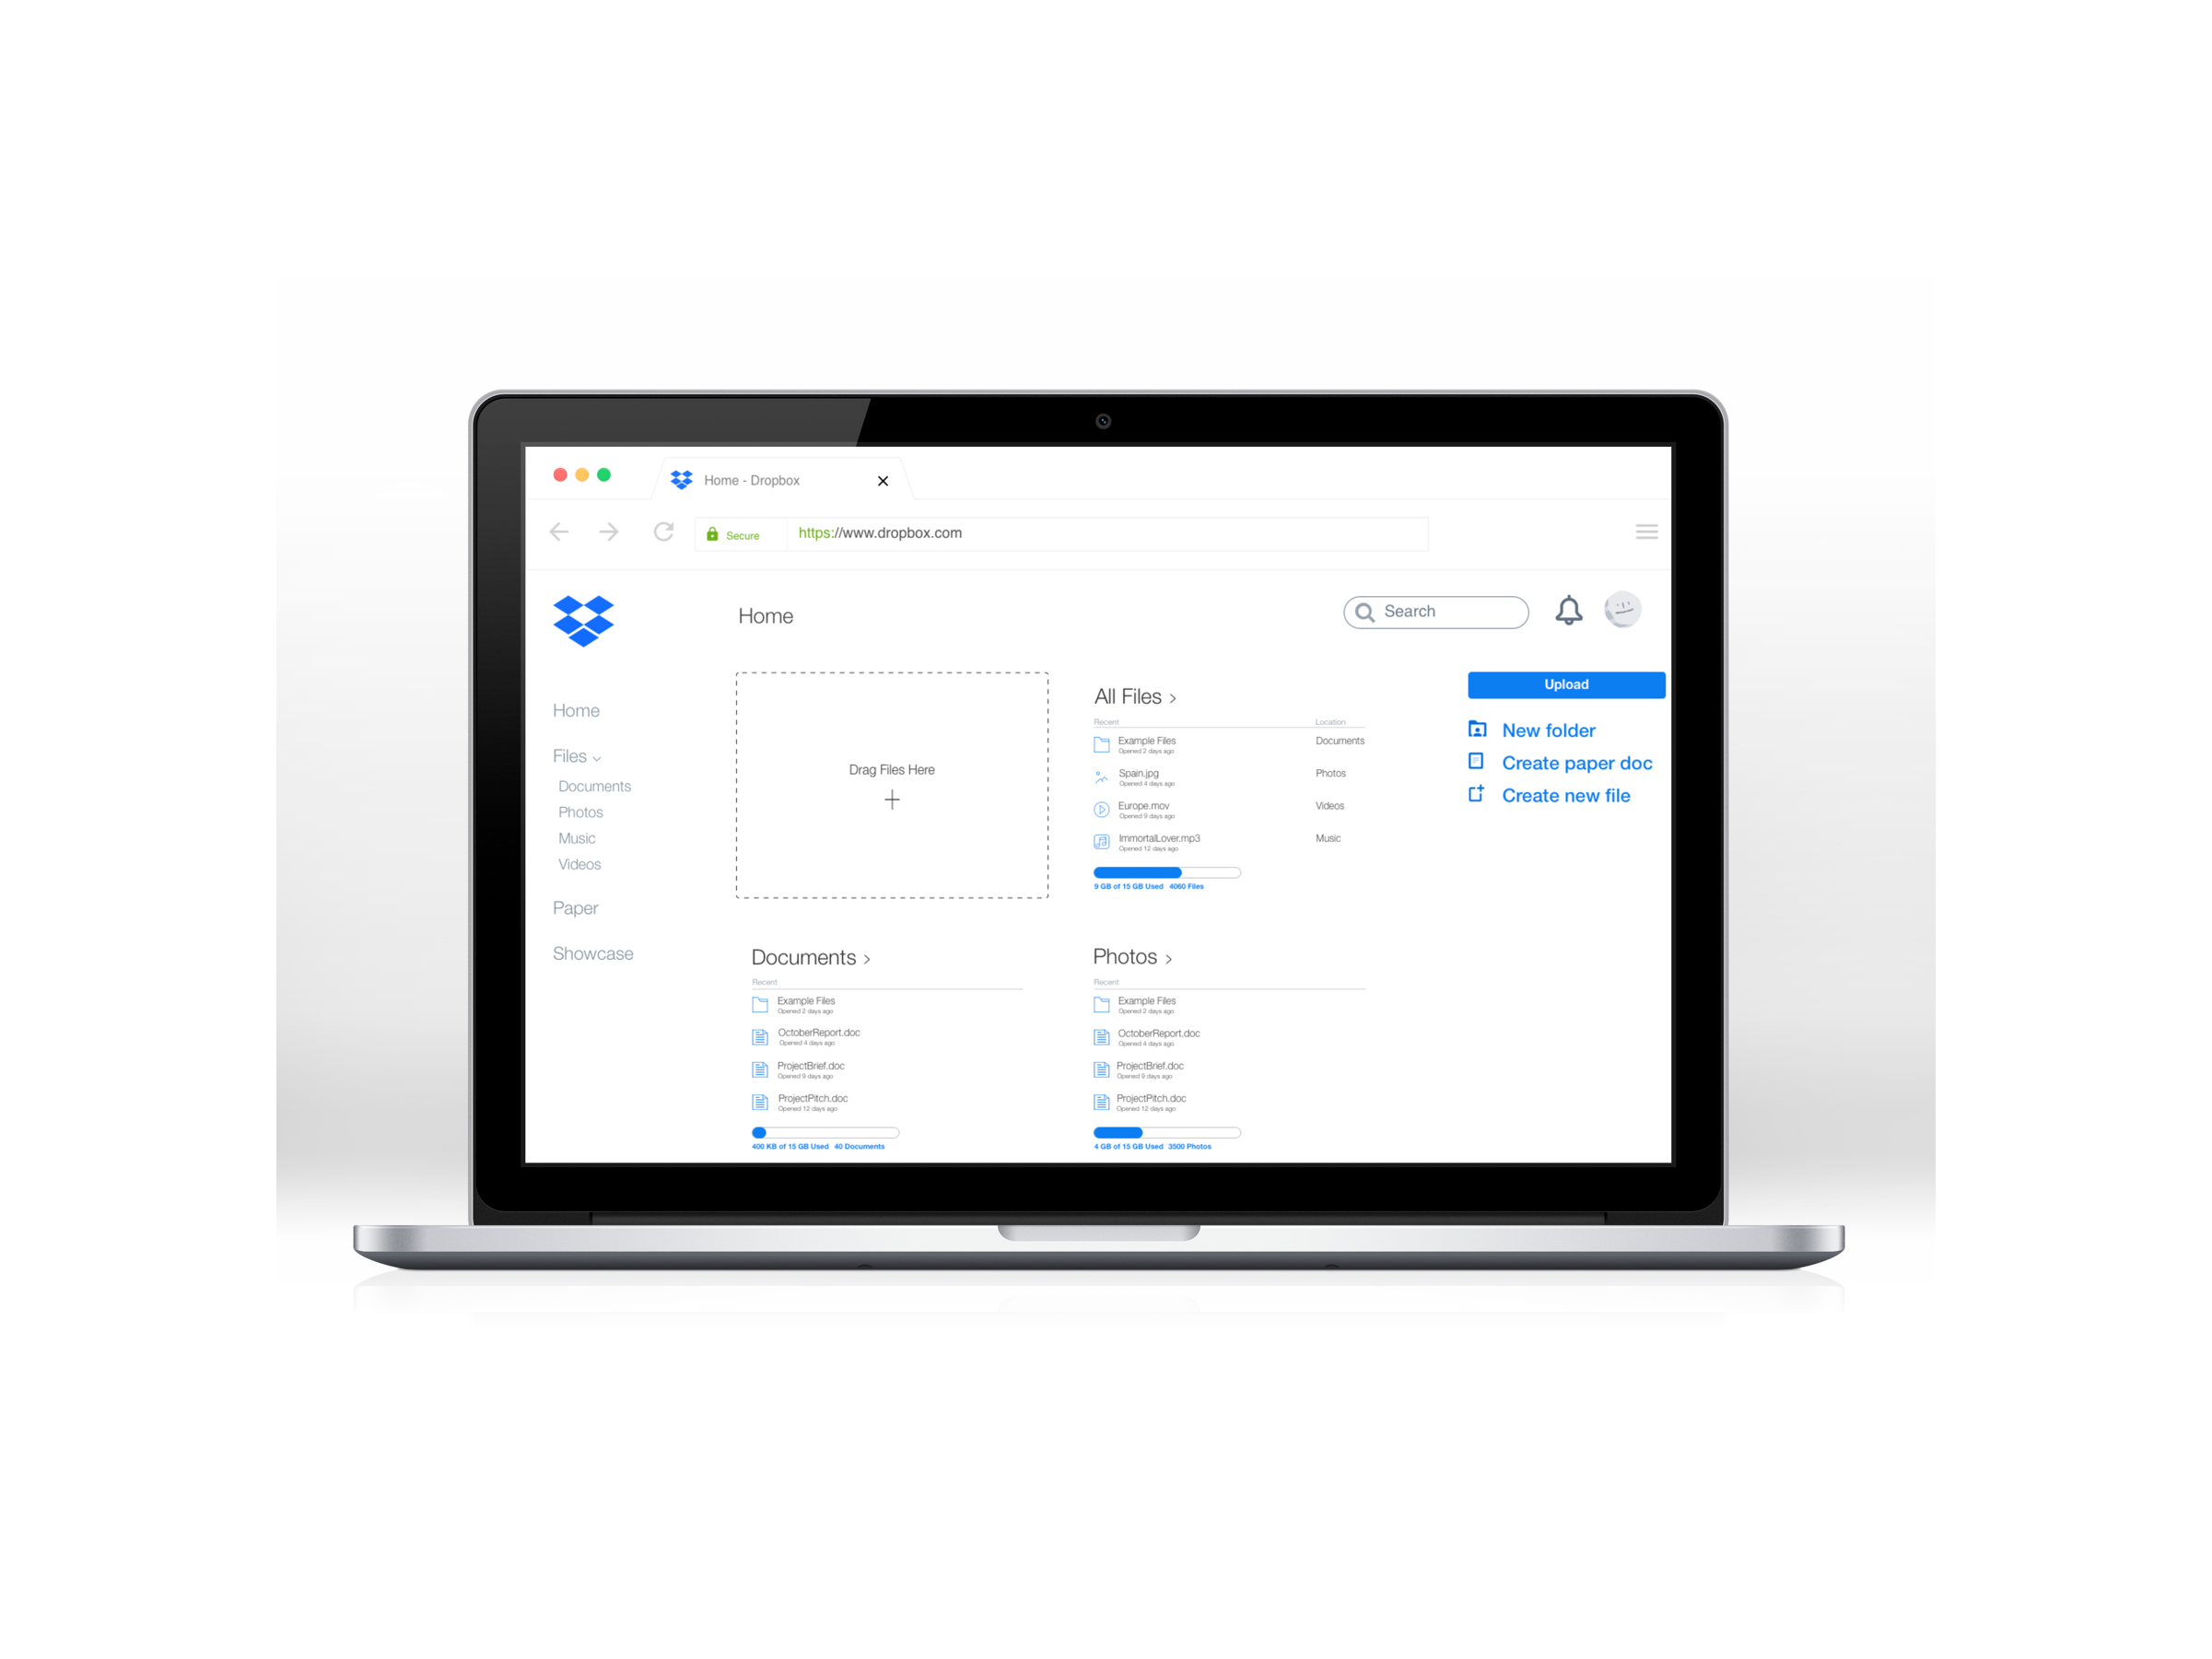 Home - Dropbox
Secure
https://www.dropbox.com
Home
Search
Home
Files
Documents
Photos
Music
Videos
Paper
Showcase
Drag Files Here
All Files
Recent Location
Example Files Documents
Opened 2 days ago
Spain.jpg Photos
Opened 4 days ago
Europe.mov Videos
Opened 9 days ago
ImmortalLover.mp3 Music
Opened 12 days ago
9 GB of 15 GB Used 4060 Files
Upload
New folder
Create paper doc
Create new file
Documents
Recent
Example Files
Opened 2 days ago
OctoberReport.doc
Opened 4 days ago
ProjectBrief.doc
Opened 9 days ago
ProjectPitch.doc
Opened 12 days ago
400 KB of 15 GB Used 40 Documents
Photos
Recent
Example Files
Opened 2 days ago
OctoberReport.doc
Opened 4 days ago
ProjectBrief.doc
Opened 9 days ago
ProjectPitch.doc
Opened 12 days ago
4 GB of 15 GB Used 3500 Photos